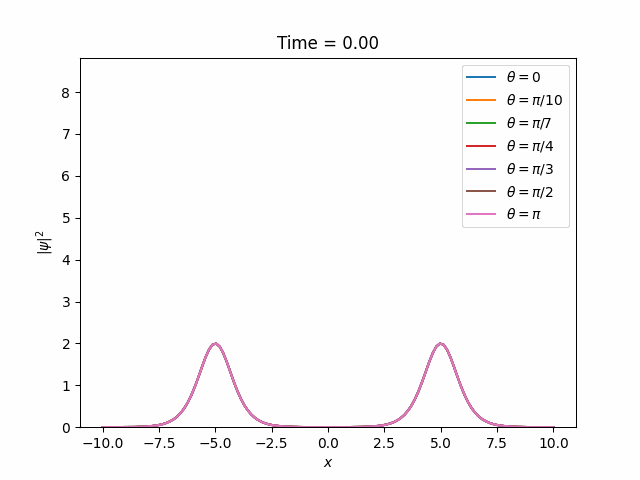 Time = 0.00
θ = 0
θ = π/10
θ = π/7
θ = π/4
θ = π/3
θ = π/2
θ = π
8
7
6
5
4
3
2
1
0
|ψ|²
−10.0 −7.5 −5.0 −2.5 0.0 2.5 5.0 7.5 10.0
x